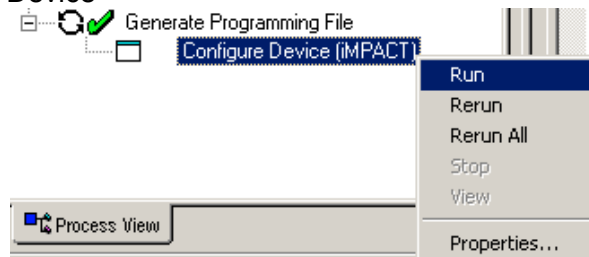 Device
Generate Programming File
Configure Device (iMPACT)
Run
Rerun
Rerun All
Stop
View
Process View
Properties...